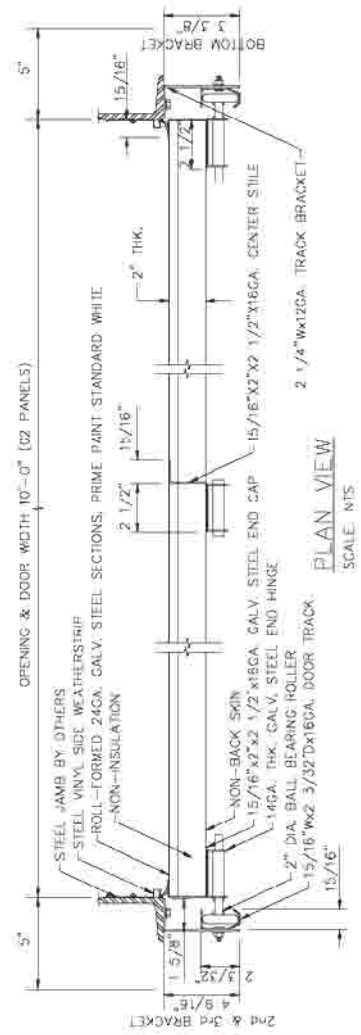 5"
OPENING & DOOR WIDTH 10'-0" (02 PANELS)
5"
STEEL JAMB BY OTHERS
STEEL VINYL SIDE WEATHERSTRIP
ROLL-FORMED 24GA. GALV. STEEL SECTIONS, PRIME PAINT STANDARD WHITE
NON-INSULATION
15/16"
2 1/2"
15/16"
2" THK.
2 1/2"
3 3/8"
BOTTOM BRACKET
1 5/8"
2 3/32"
4 9/16"
2nd & 3rd BRACKET
NON-BACK SKIN
15/16"x2"x2 1/2"x16GA. GALV. STEEL END CAP
14GA. THK. GALV. STEEL END HINGE
2" DIA. BALL BEARING ROLLER
15/16"Wx2 3/32"Dx16GA. DOOR TRACK
15/16"
15/16"X2"X2 1/2"X16GA. CENTER STILE
2 1/4"Wx12GA. TRACK BRACKET
PLAN VIEW
SCALE NTS